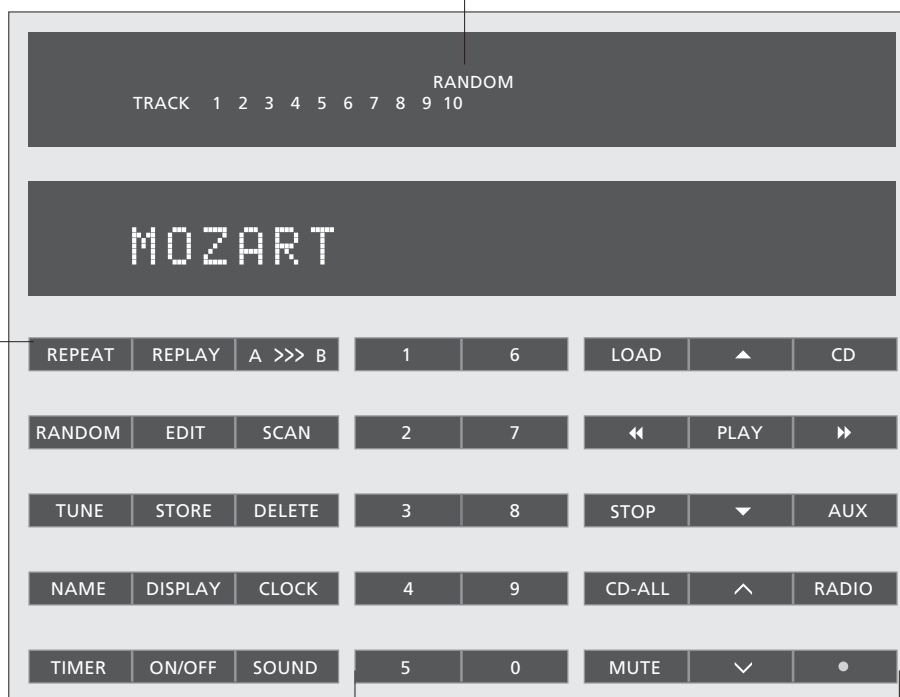 RANDOM
TRACK 1 2 3 4 5 6 7 8 9 10
MOZART
REPEAT REPLAY A >>> B 1 6 LOAD ▲ CD
RANDOM EDIT SCAN 2 7 ◀◀ PLAY ▶▶
TUNE STORE DELETE 3 8 STOP ▼ AUX
NAME DISPLAY CLOCK 4 9 CD-ALL ︿ RADIO
TIMER ON/OFF SOUND 5 0 MUTE ﹀ ●